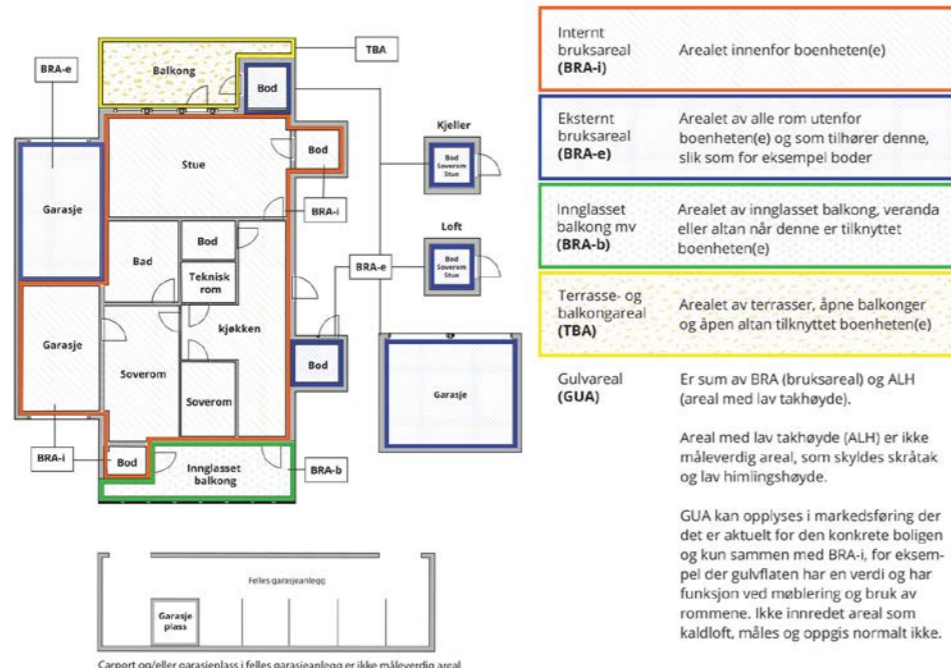 TBA
BRA-e
Balkong
Bod
Kjeller
Bod
Soverom
Stue
Stue
Bod
BRA-i
Garasje
Bod
Bad
Teknisk
rom
Loft
BRA-e
Bod
Soverom
Stue
kjøkken
Garasje
Soverom
Bod
Soverom
Garasje
BRA-i
Bod
Innglasset
balkong
BRA-b
Felles garasjeanlegg
Garasje
plass
Carport og/eller garasjeplass i felles garasjeanlegg er ikke måleverdig areal
Internt
bruksareal
(BRA-i)
Arealet innenfor boenheten(e)
Eksternt
bruksareal
(BRA-e)
Arealet av alle rom utenfor
boenheten(e) og som tilhører denne,
slik som for eksempel boder
Innglasset
balkong mv
(BRA-b)
Arealet av innglasset balkong, veranda
eller altan når denne er tilknyttet
boenheten(e)
Terrasse- og
balkongareal
(TBA)
Arealet av terrasser, åpne balkonger
og åpen altan tilknyttet boenheten(e)
Gulvareal
(GUA)
Er sum av BRA (bruksareal) og ALH
(areal med lav takhøyde).
Areal med lav takhøyde (ALH) er ikke
måleverdig areal, som skyldes skråtak
og lav himlingshøyde.
GUA kan opplyses i markedsføring der
det er aktuelt for den konkrete boligen
og kun sammen med BRA-i, for eksem-
pel der gulvflaten har en verdi og har
funksjon ved møblering og bruk av
rommene. Ikke innredet areal som
kaldloft, måles og oppgis normalt ikke.